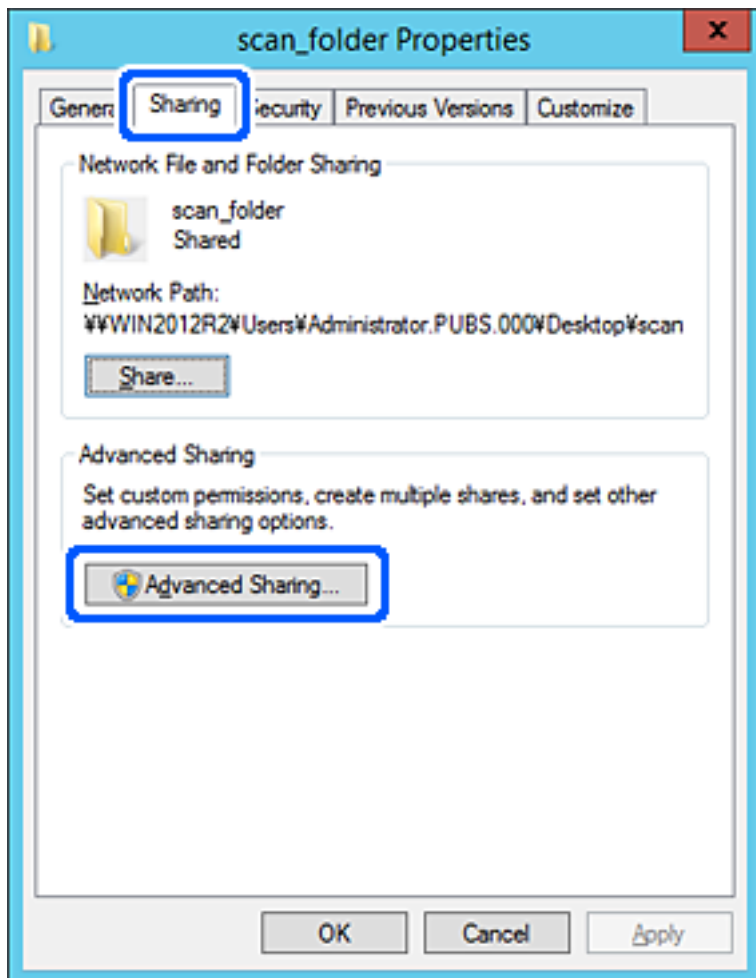 scan_folder Properties
x
Genera Sharing ecurity Previous Versions Customize
Network File and Folder Sharing
scan_folder
Shared
Network Path:
¥¥WIN2012R2¥Users¥Administrator.PUBS.000¥Desktop¥scan
Share...
Advanced Sharing
Set custom permissions, create multiple shares, and set other
advanced sharing options.
Advanced Sharing...
OK Cancel Apply